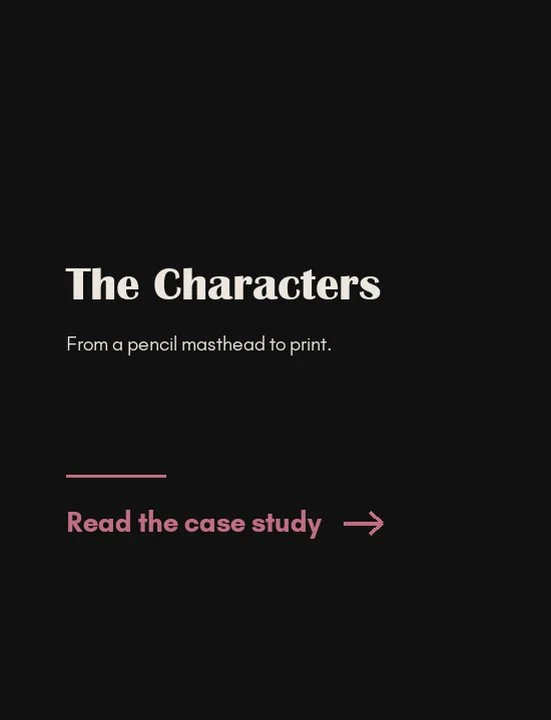 The Characters
From a pencil masthead to print.
Read the case study